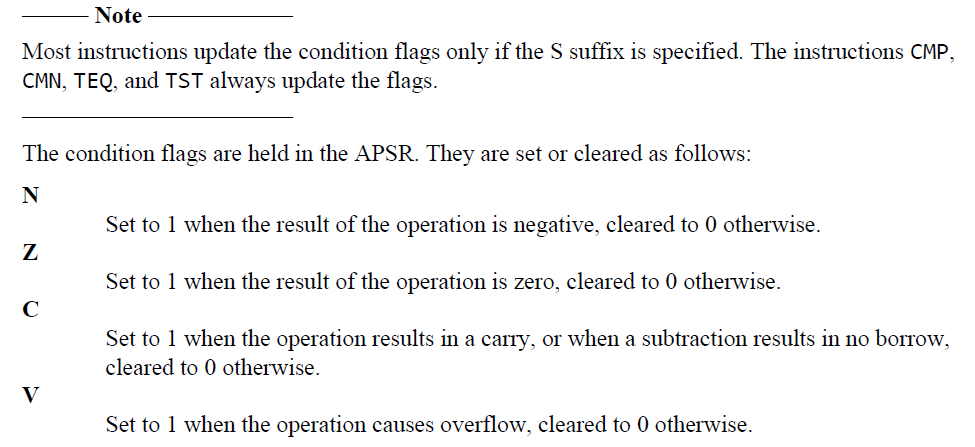 Note
Most instructions update the condition flags only if the S suffix is specified. The instructions CMP,
CMN, TEQ, and TST always update the flags.
The condition flags are held in the APSR. They are set or cleared as follows:
N
Set to 1 when the result of the operation is negative, cleared to 0 otherwise.
Z
Set to 1 when the result of the operation is zero, cleared to 0 otherwise.
C
Set to 1 when the operation results in a carry, or when a subtraction results in no borrow,
cleared to 0 otherwise.
V
Set to 1 when the operation causes overflow, cleared to 0 otherwise.